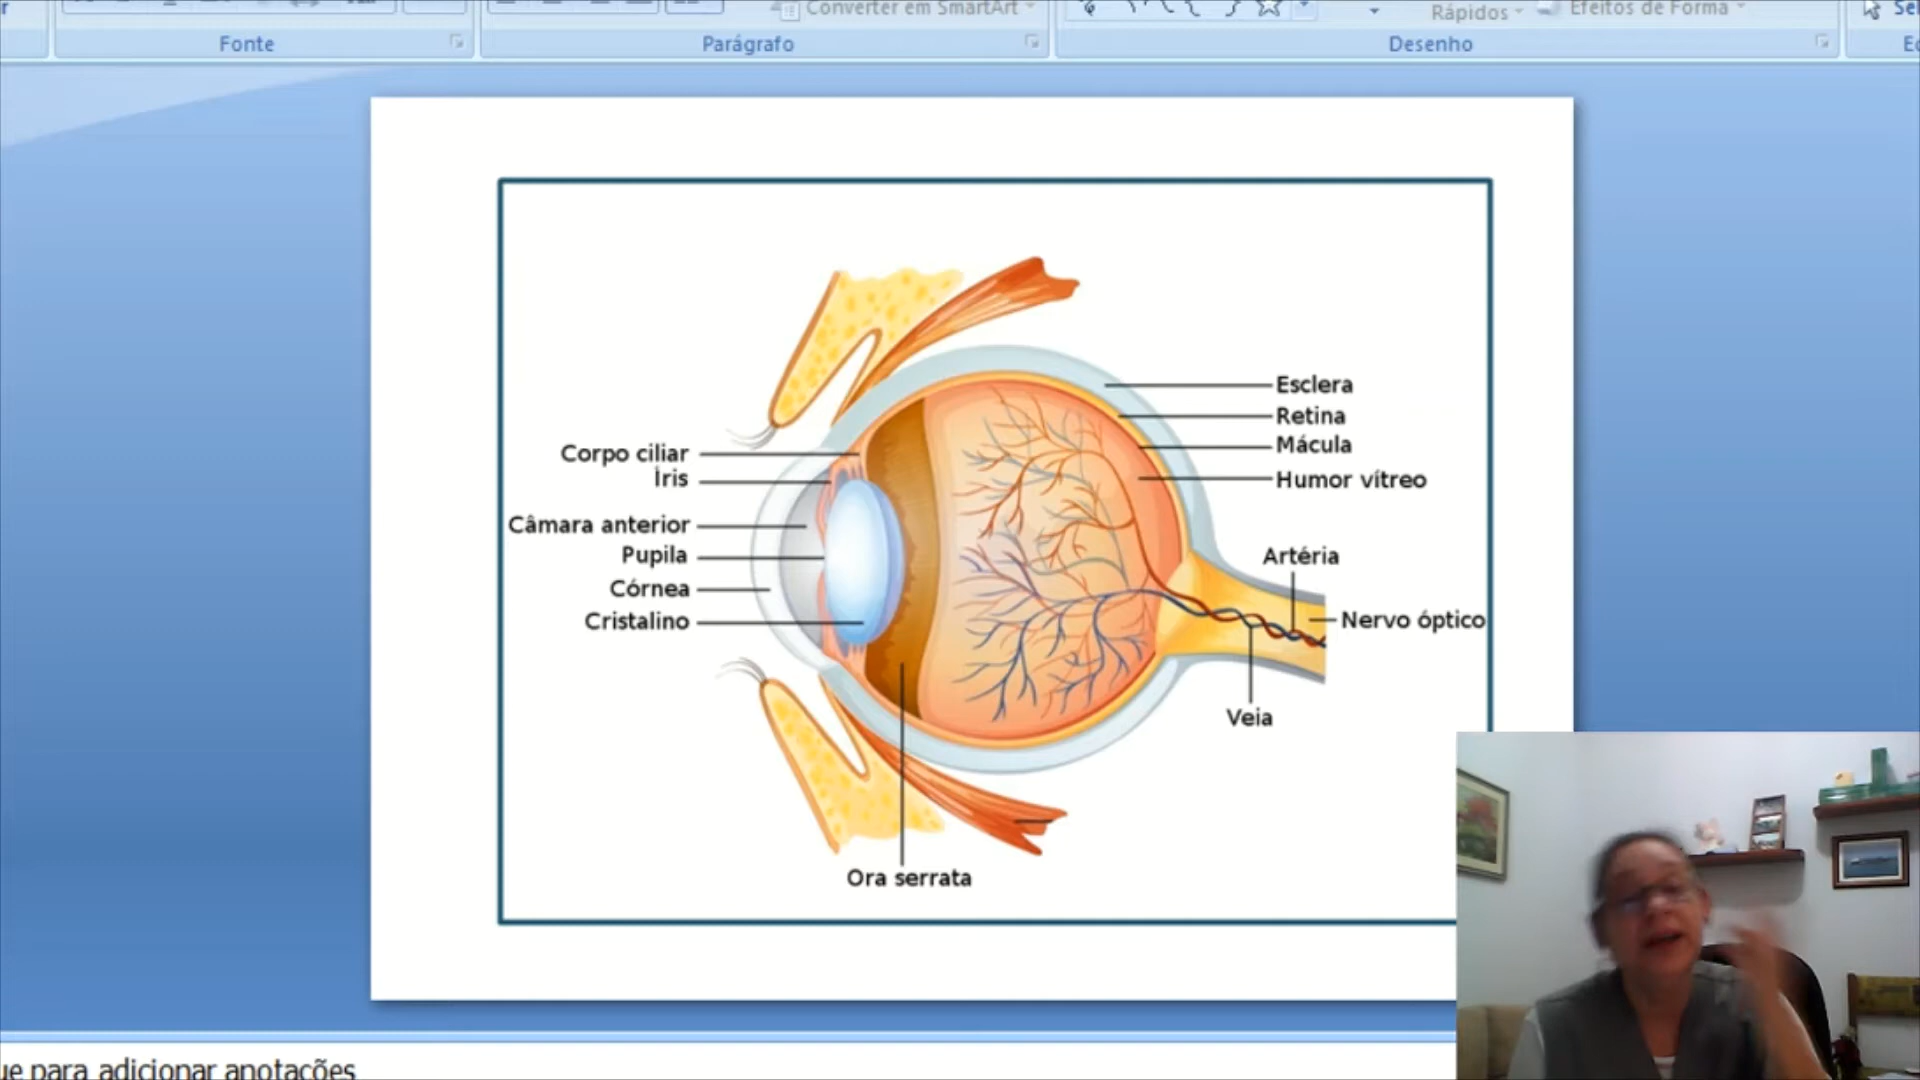 Converter em SmartArt
Rápidos
Efeitos de Forma
Fonte
Parágrafo
Desenho
Esclera
Retina
Mácula
Humor vítreo
Corpo ciliar
Íris
Câmara anterior
Pupila
Córnea
Cristalino
Artéria
Nervo óptico
Veia
Ora serrata
para adicionar anotações